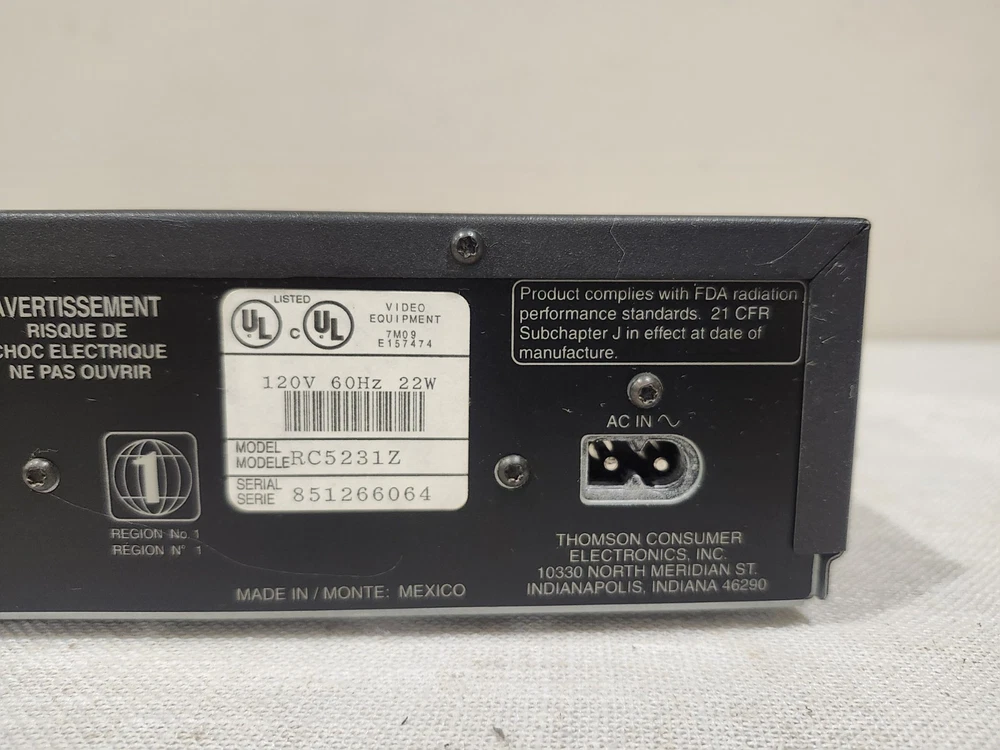 AVERTISSEMENT
RISQUE DE
CHOC ELECTRIQUE
NE PAS OUVRIR
1
REGION No. 1
REGION N° 1
LISTED
UL
C
UL
VIDEO
EQUIPMENT
7M09
E157474
120V 60Hz 22W
MODEL
MODELE RC5231Z
SERIAL
SERIE 851266064
MADE IN / MONTE: MEXICO
Product complies with FDA radiation
performance standards. 21 CFR
Subchapter J in effect at date of
manufacture.
AC IN
THOMSON CONSUMER
ELECTRONICS, INC.
10330 NORTH MERIDIAN ST.
INDIANAPOLIS, INDIANA 46290